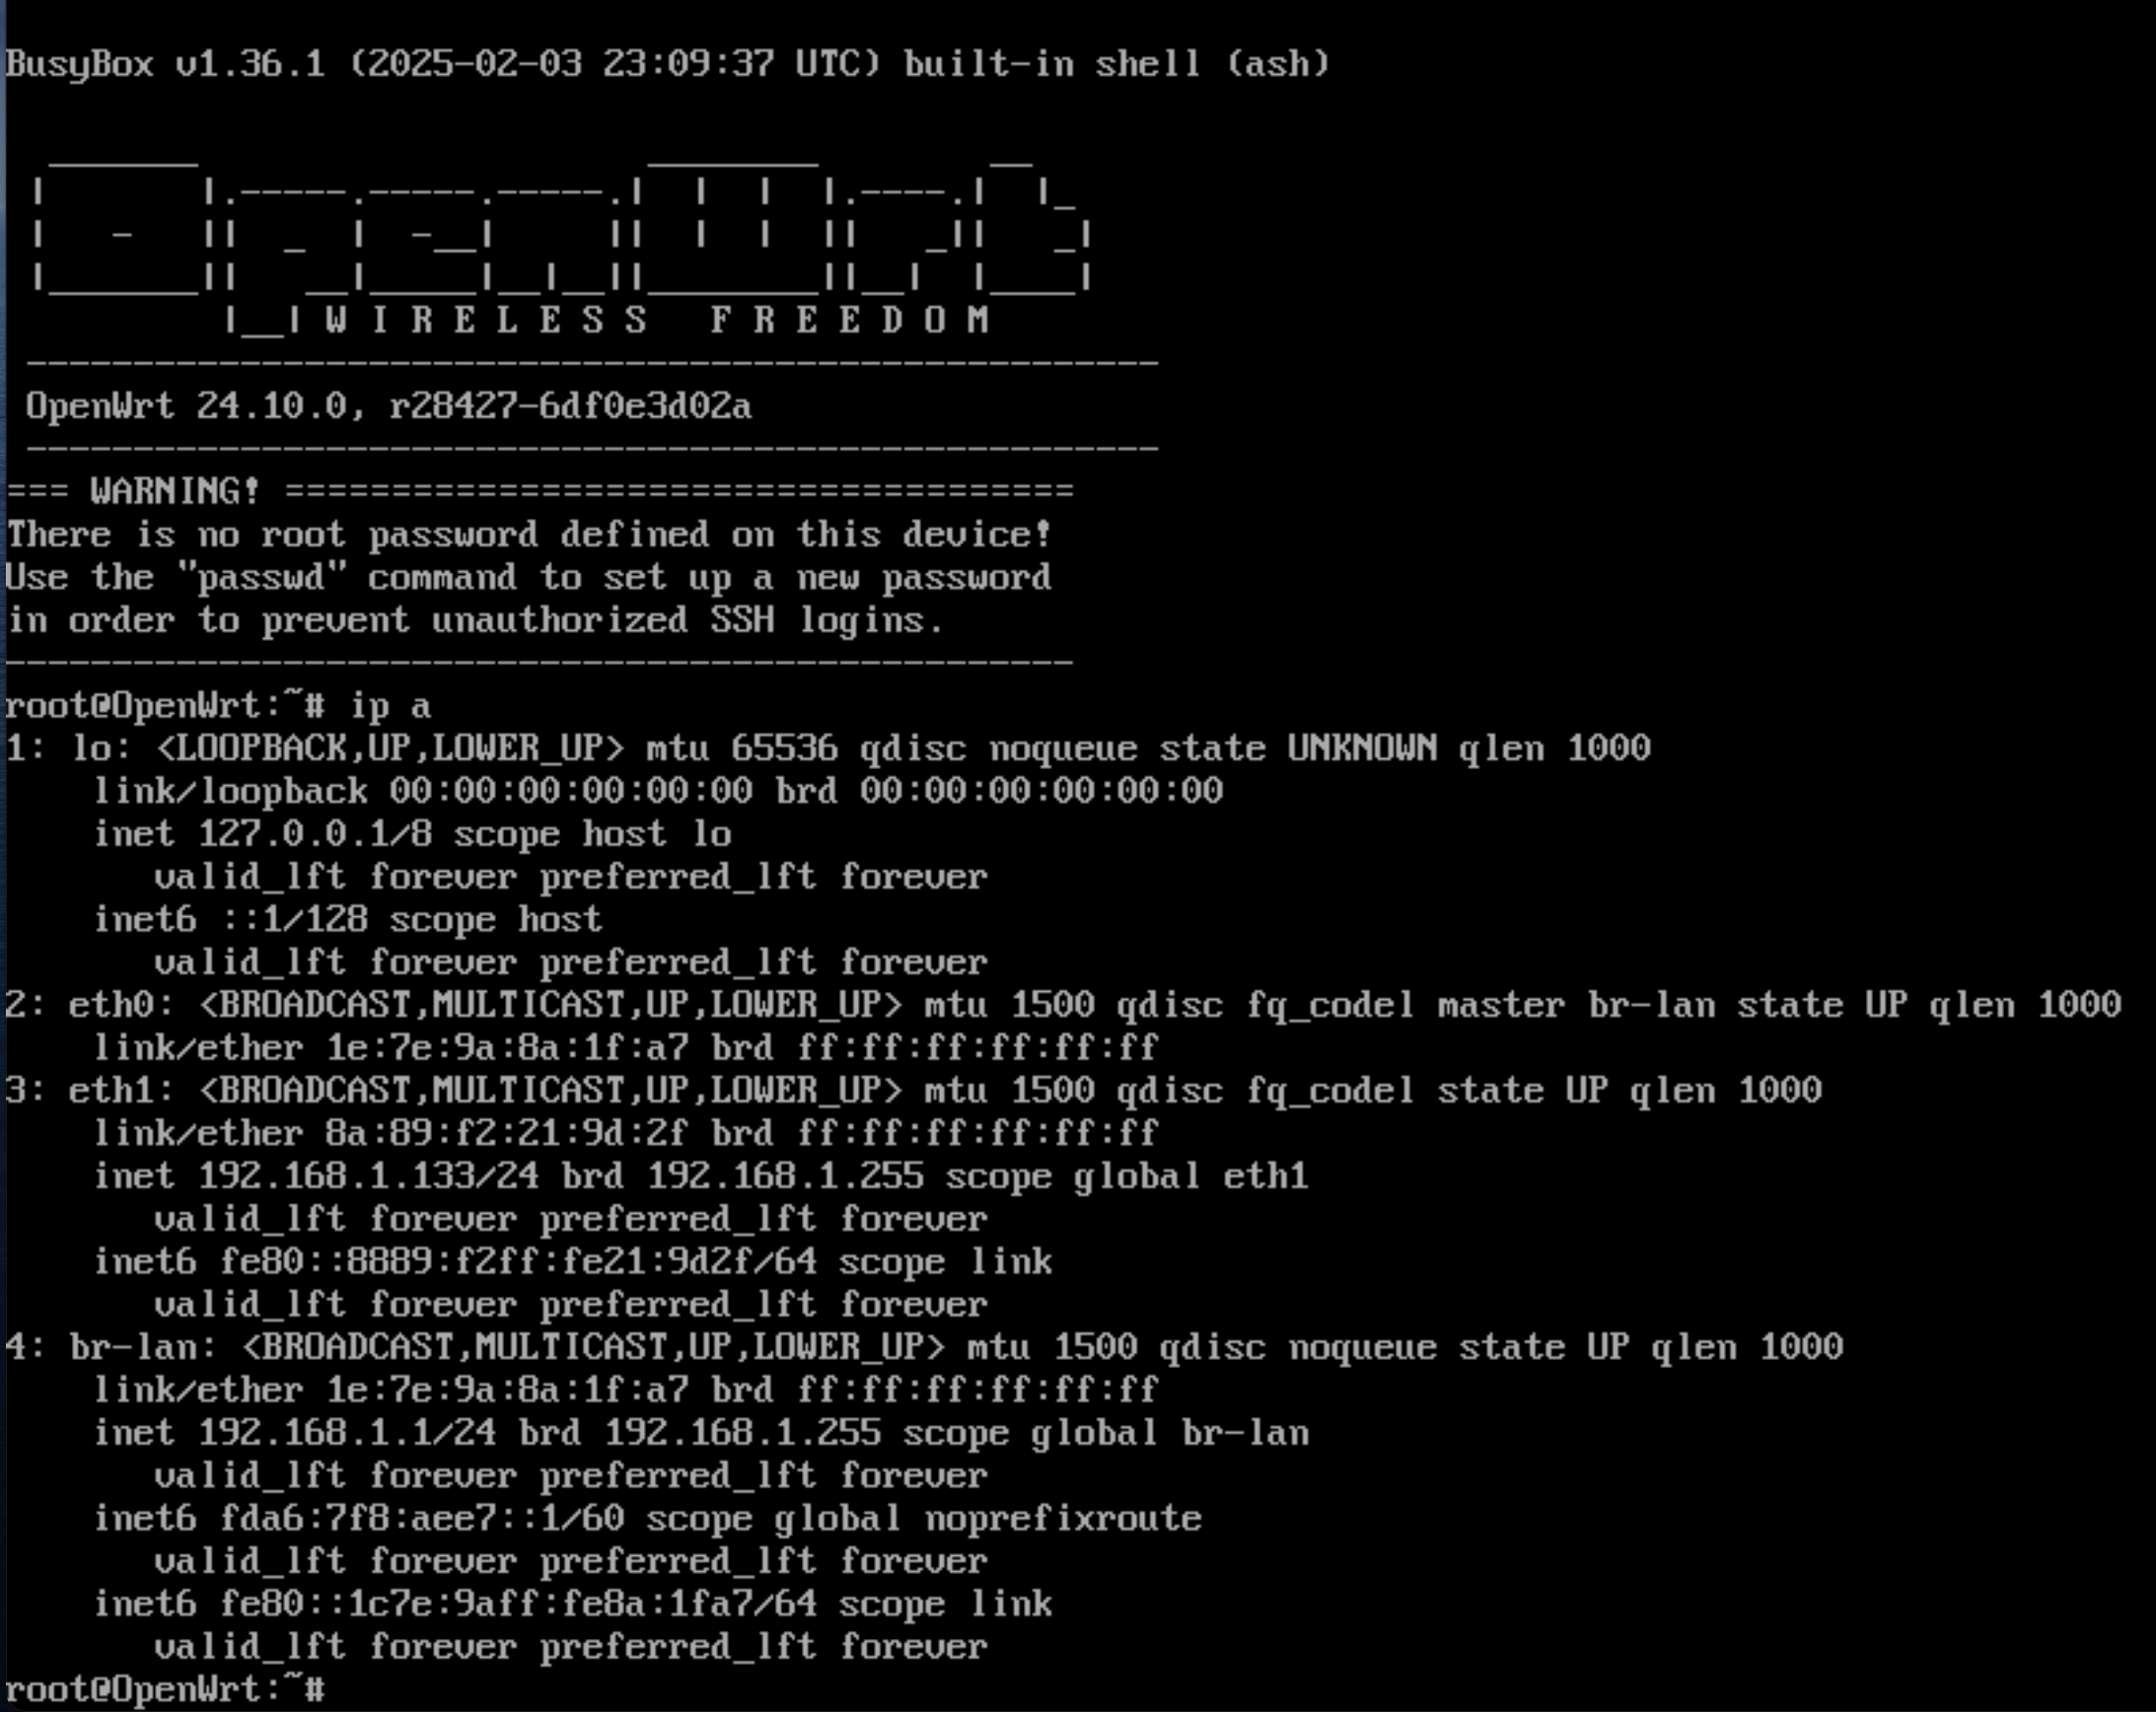 BusyBox v1.36.1 (2025-02-03 23:09:37 UTC) built-in shell (ash)
  _______                     ________        __
 |       |.-----.-----.-----.|  |  |  |.----.|  |_
 |   -   ||  _  |  -__|     ||  |  |  ||   _||   _|
 |_______||   __|_____|__|__||________||__|  |____|
          |__| W I R E L E S S   F R E E D O M
 -----------------------------------------------------
 OpenWrt 24.10.0, r28427-6df0e3d02a
 -----------------------------------------------------
=== WARNING! =====================================
There is no root password defined on this device!
Use the "passwd" command to set up a new password
in order to prevent unauthorized SSH logins.
--------------------------------------------------
root@OpenWrt:~# ip a
1: lo: <LOOPBACK,UP,LOWER_UP> mtu 65536 qdisc noqueue state UNKNOWN qlen 1000
    link/loopback 00:00:00:00:00:00 brd 00:00:00:00:00:00
    inet 127.0.0.1/8 scope host lo
       valid_lft forever preferred_lft forever
    inet6 ::1/128 scope host
       valid_lft forever preferred_lft forever
2: eth0: <BROADCAST,MULTICAST,UP,LOWER_UP> mtu 1500 qdisc fq_codel master br-lan state UP qlen 1000
    link/ether 1e:7e:9a:8a:1f:a7 brd ff:ff:ff:ff:ff:ff
3: eth1: <BROADCAST,MULTICAST,UP,LOWER_UP> mtu 1500 qdisc fq_codel state UP qlen 1000
    link/ether 8a:89:f2:21:9d:2f brd ff:ff:ff:ff:ff:ff
    inet 192.168.1.133/24 brd 192.168.1.255 scope global eth1
       valid_lft forever preferred_lft forever
    inet6 fe80::8889:f2ff:fe21:9d2f/64 scope link
       valid_lft forever preferred_lft forever
4: br-lan: <BROADCAST,MULTICAST,UP,LOWER_UP> mtu 1500 qdisc noqueue state UP qlen 1000
    link/ether 1e:7e:9a:8a:1f:a7 brd ff:ff:ff:ff:ff:ff
    inet 192.168.1.1/24 brd 192.168.1.255 scope global br-lan
       valid_lft forever preferred_lft forever
    inet6 fda6:7f8:aee7::1/60 scope global noprefixroute
       valid_lft forever preferred_lft forever
    inet6 fe80::1c7e:9aff:fe8a:1fa7/64 scope link
       valid_lft forever preferred_lft forever
root@OpenWrt:~#